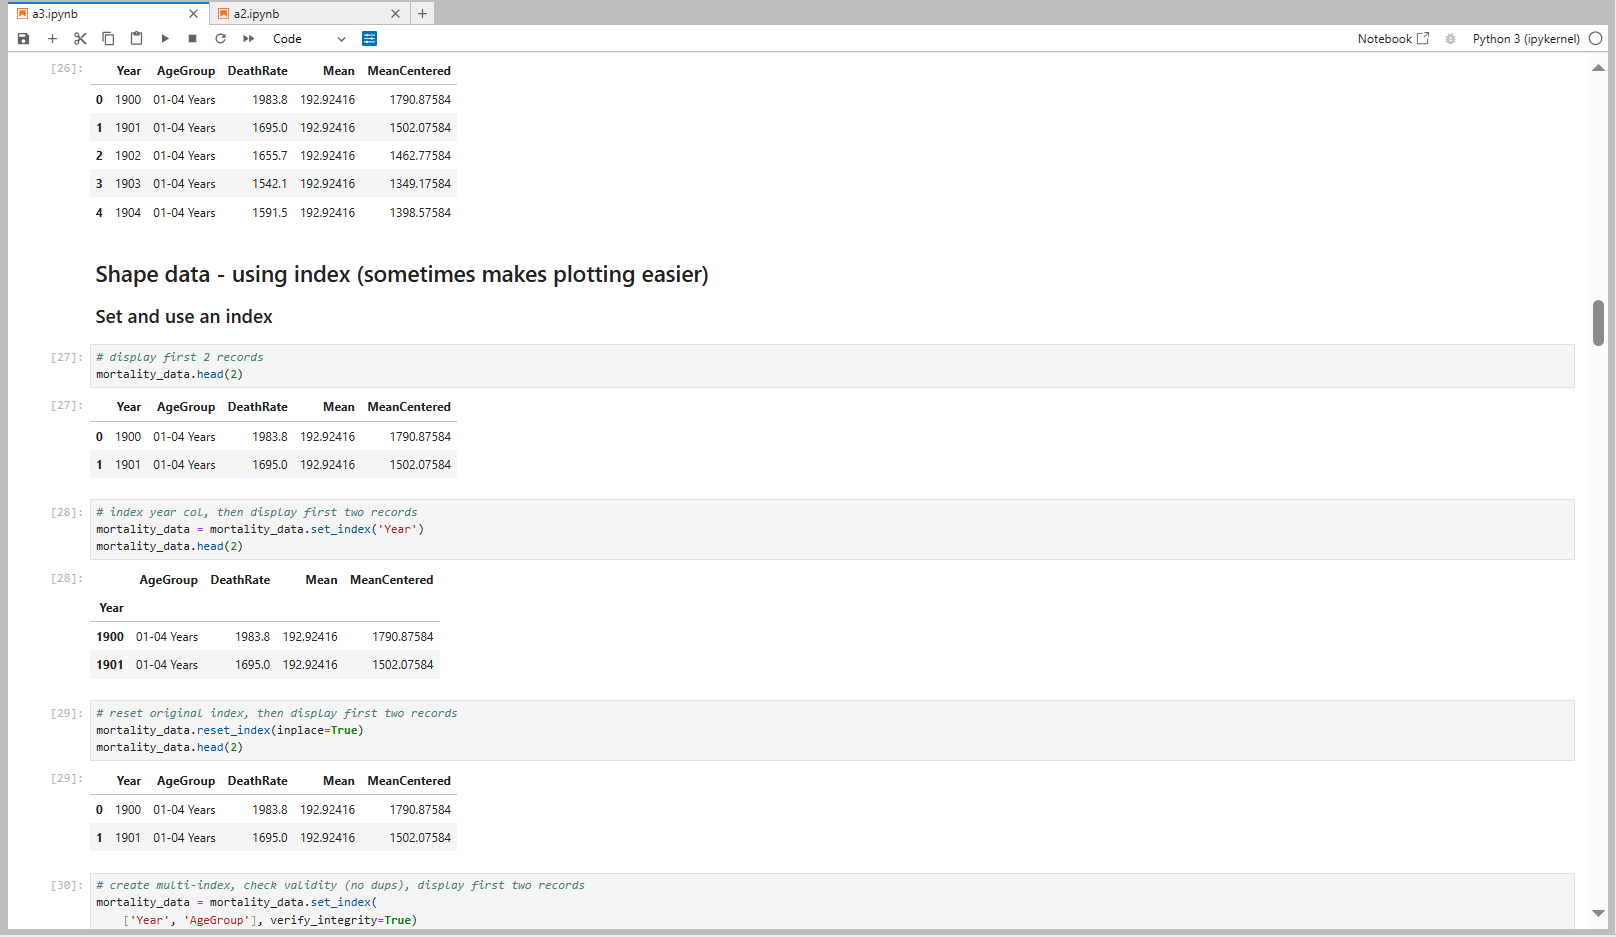 a3.ipynb
a2.ipynb
Code
Notebook
Python 3 (ipykernel)
[26]:
Year AgeGroup DeathRate Mean MeanCentered
0 1900 01-04 Years 1983.8 192.92416 1790.87584
1 1901 01-04 Years 1695.0 192.92416 1502.07584
2 1902 01-04 Years 1655.7 192.92416 1462.77584
3 1903 01-04 Years 1542.1 192.92416 1349.17584
4 1904 01-04 Years 1591.5 192.92416 1398.57584
Shape data - using index (sometimes makes plotting easier)
Set and use an index
[27]:
# display first 2 records
mortality_data.head(2)
[27]:
Year AgeGroup DeathRate Mean MeanCentered
0 1900 01-04 Years 1983.8 192.92416 1790.87584
1 1901 01-04 Years 1695.0 192.92416 1502.07584
[28]:
# index year col, then display first two records
mortality_data = mortality_data.set_index('Year')
mortality_data.head(2)
[28]:
AgeGroup DeathRate Mean MeanCentered
Year
1900 01-04 Years 1983.8 192.92416 1790.87584
1901 01-04 Years 1695.0 192.92416 1502.07584
[29]:
# reset original index, then display first two records
mortality_data.reset_index(inplace=True)
mortality_data.head(2)
[29]:
Year AgeGroup DeathRate Mean MeanCentered
0 1900 01-04 Years 1983.8 192.92416 1790.87584
1 1901 01-04 Years 1695.0 192.92416 1502.07584
[30]:
# create multi-index, check validity (no dups), display first two records
mortality_data = mortality_data.set_index(
['Year', 'AgeGroup'], verify_integrity=True)